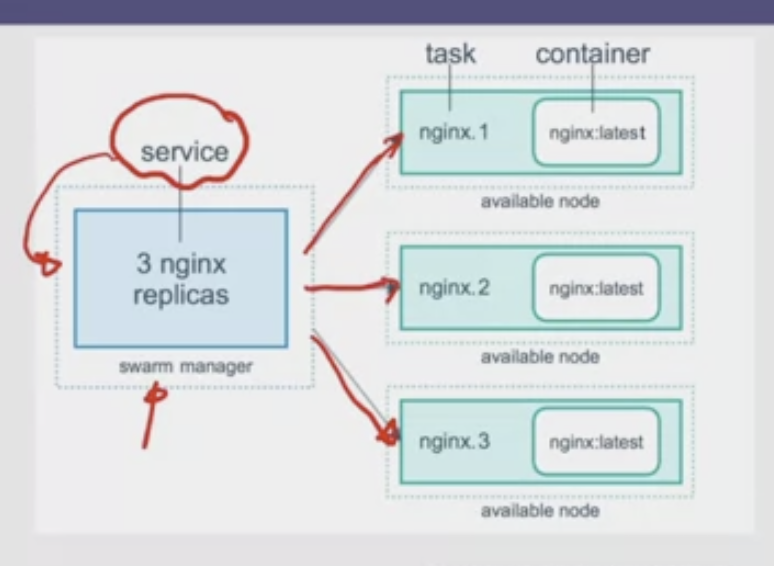 task container
service
3 nginx
replicas
swarm manager
nginx.1 nginx:latest
available node
nginx.2 nginx:latest
available node
nginx.3 nginx:latest
available node